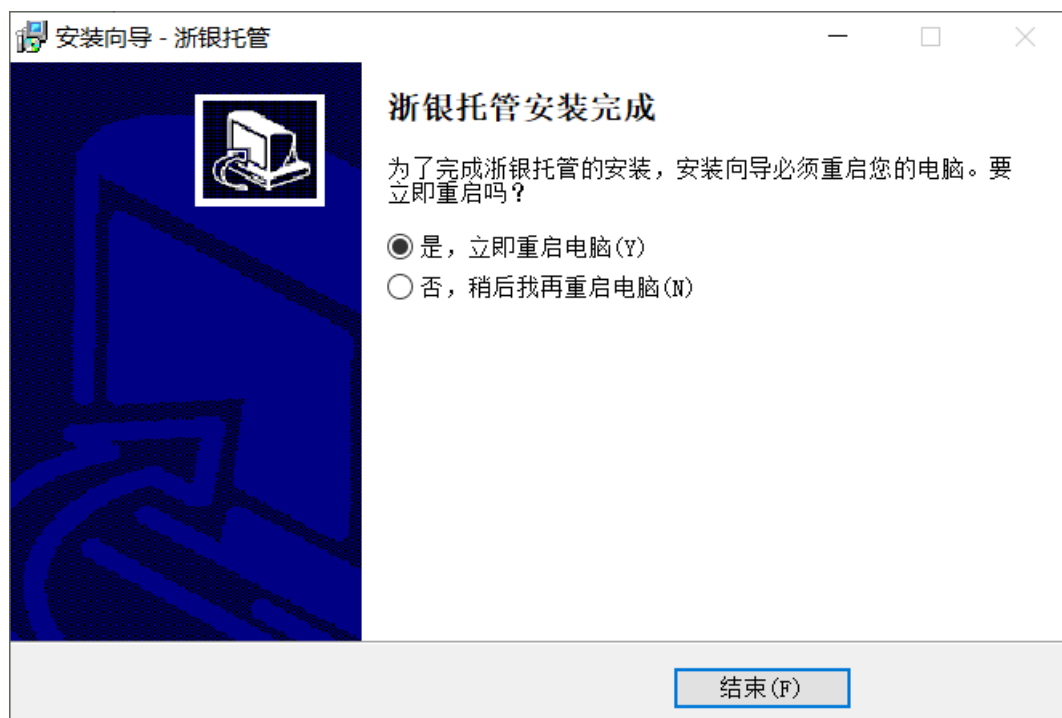 安装向导 - 浙银托管
浙银托管安装完成
为了完成浙银托管的安装，安装向导必须重启您的电脑。要
立即重启吗？
是，立即重启电脑(Y)
否，稍后我再重启电脑(N)
结束(F)